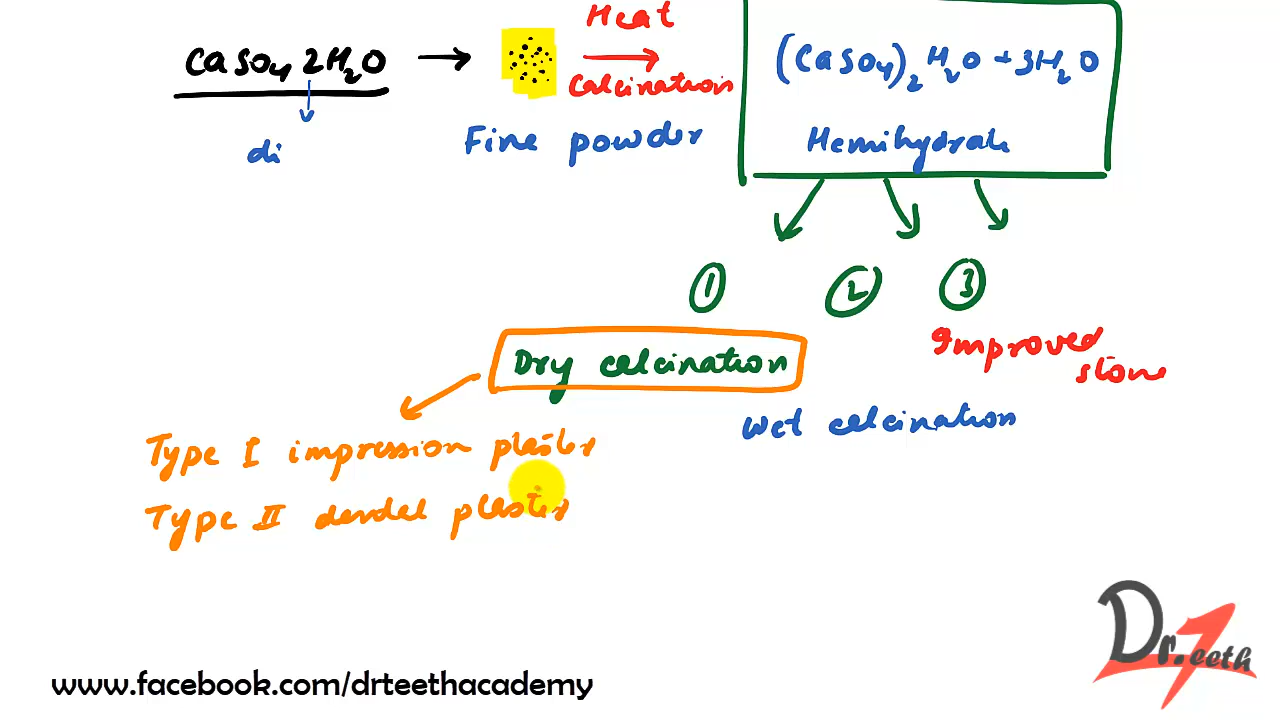 Heat
CaSO4 2H2O → (CaSO4)2 H2O + 3H2O
Calcination
di
Fine powder
Hemihydrate
1 2 3
Improved
stone
Dry calcination
Wet calcination
Type I impression plaster
Type II dendal plaster
Dr.teeth
www.facebook.com/drteethacademy